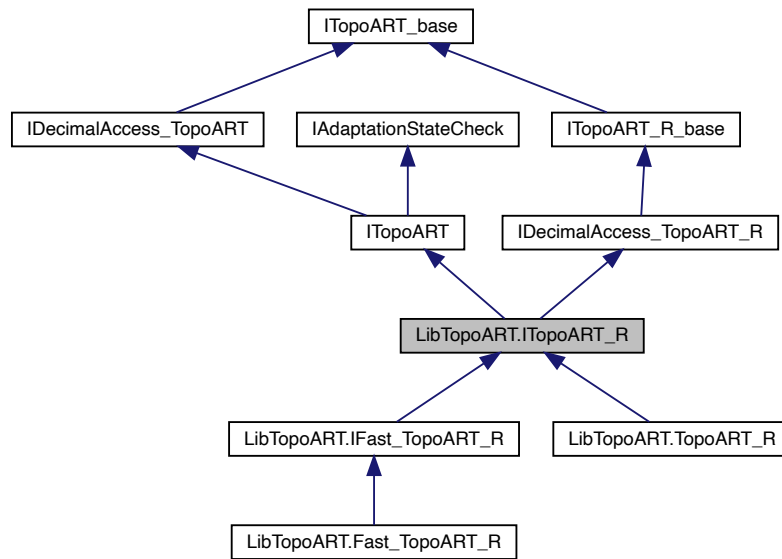 ITopoART_base
IDecimalAccess_TopoART
IAdaptationStateCheck
ITopoART_R_base
ITopoART
IDecimalAccess_TopoART_R
LibTopoART.ITopoART_R
LibTopoART.IFast_TopoART_R
LibTopoART.TopoART_R
LibTopoART.Fast_TopoART_R